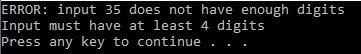 ERROR: input 35 does not have enough digits
Input must have at least 4 digits
Press any key to continue . . .